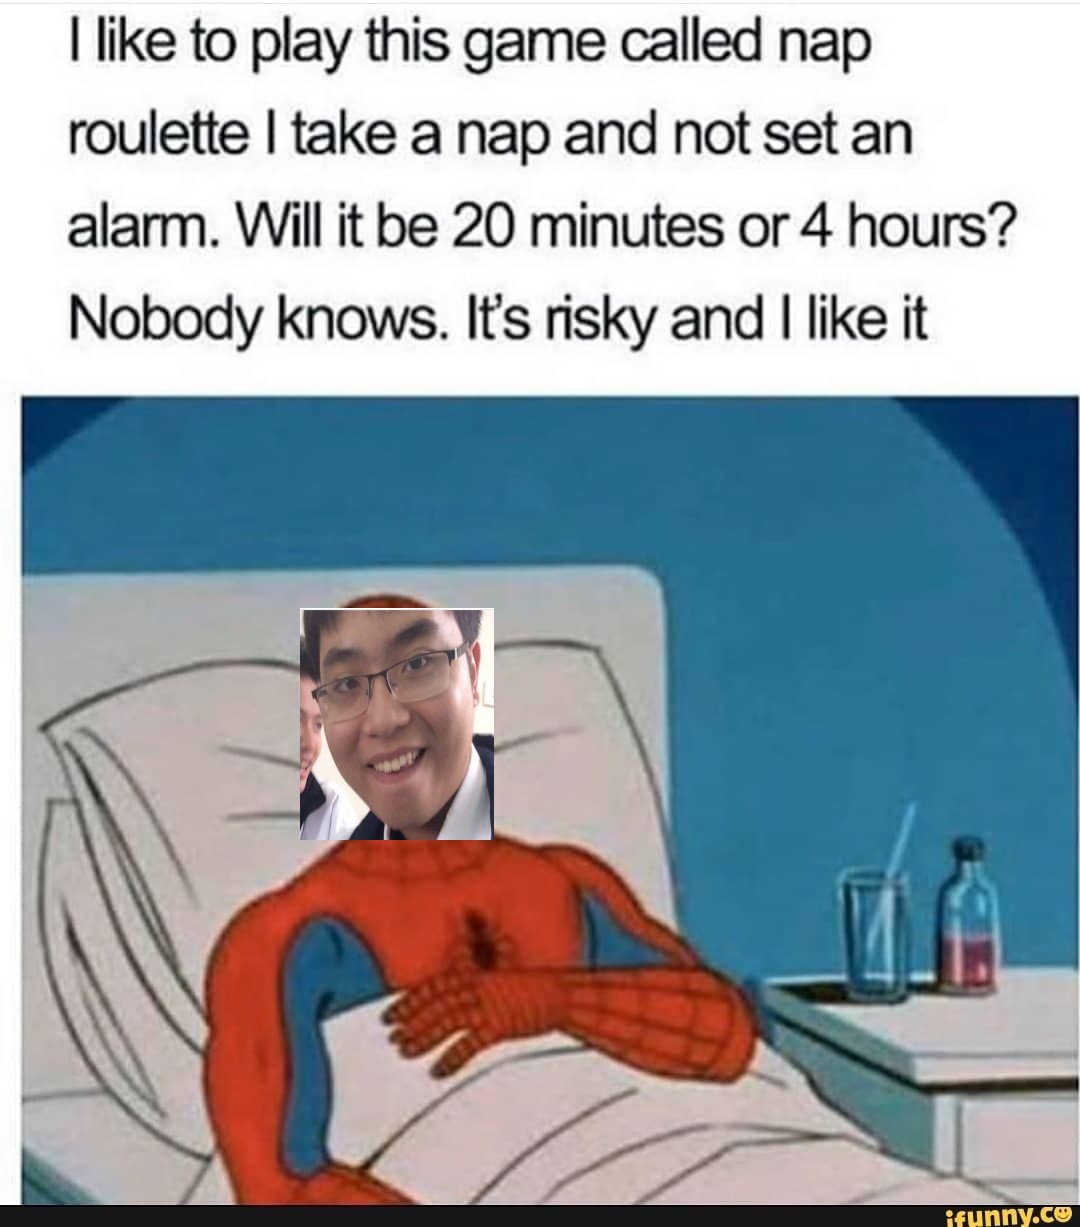 I like to play this game called nap
roulette I take a nap and not set an
alarm. Will it be 20 minutes or 4 hours?
Nobody knows. It's risky and I like it
ifunny.co